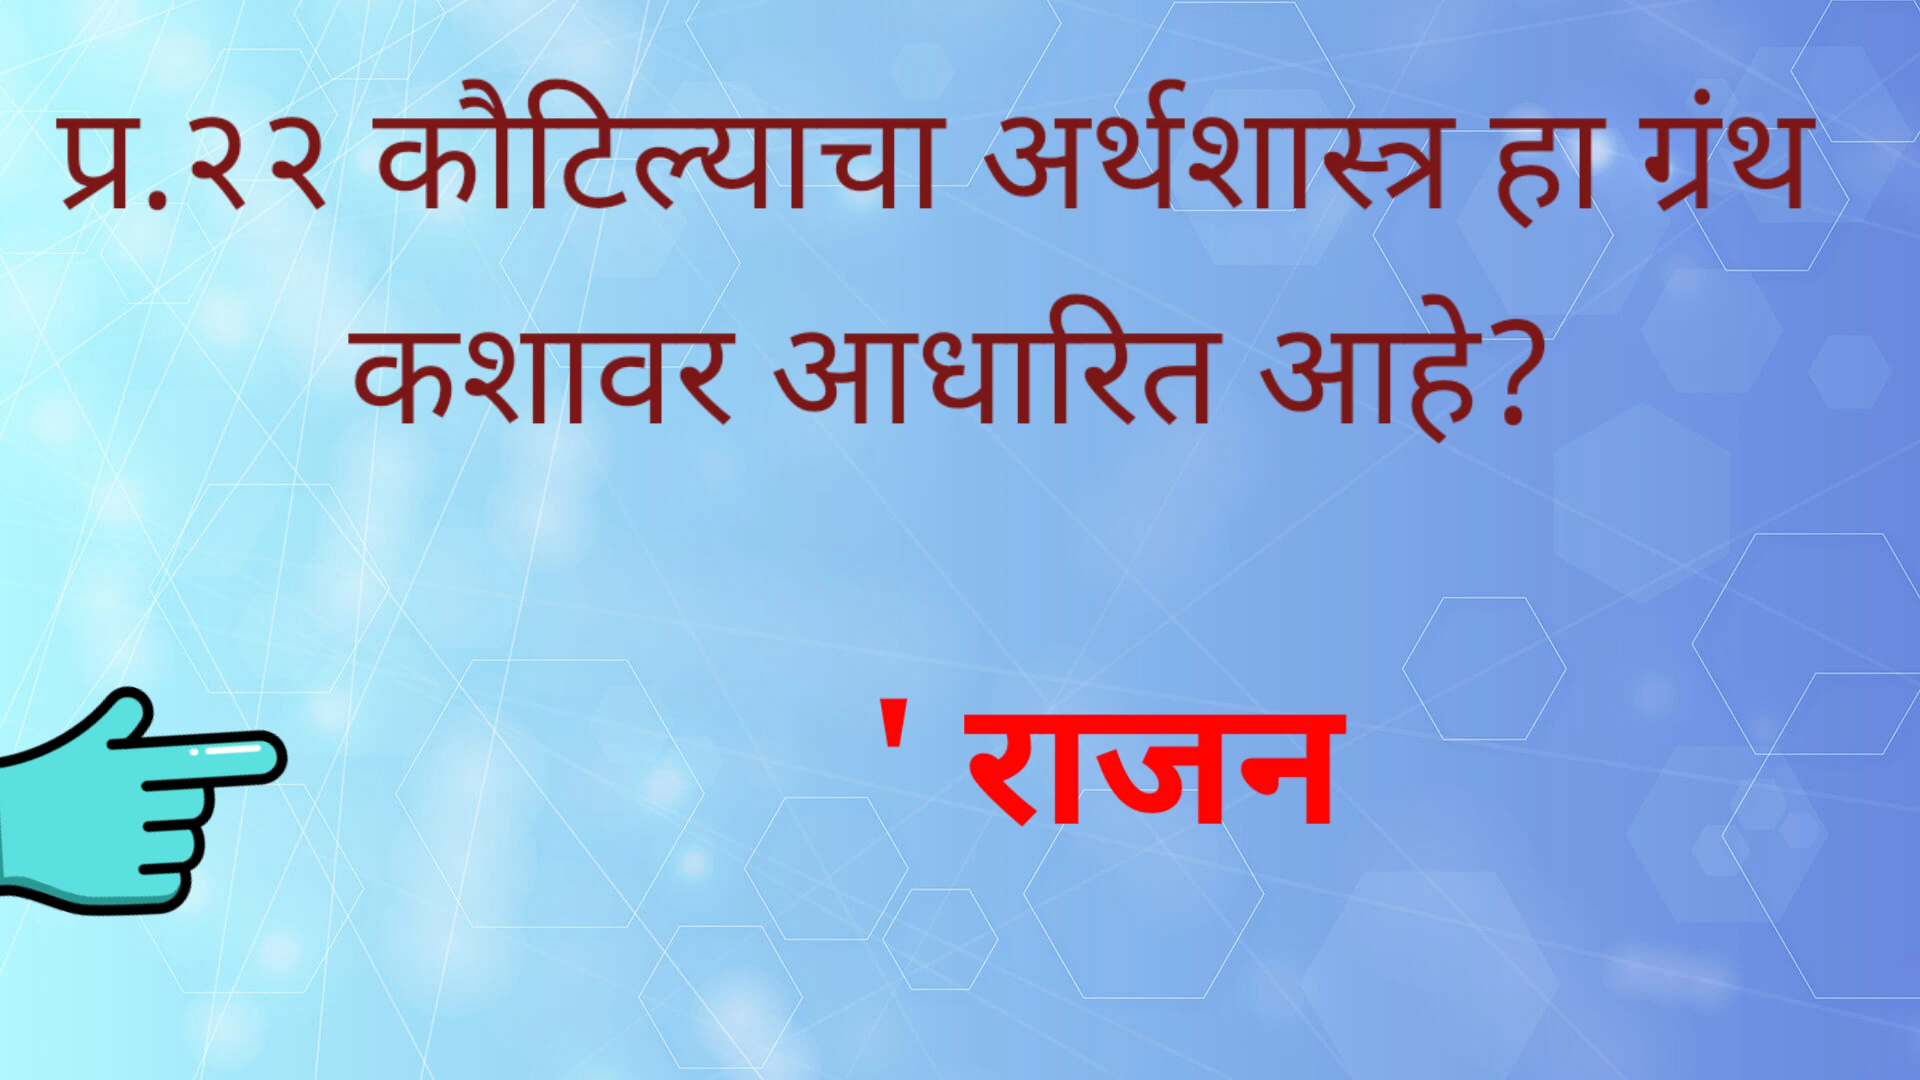 प्र.२२ कौटिल्याचा अर्थशास्त्र हा ग्रंथ
कशावर आधारित आहे?
' राजन